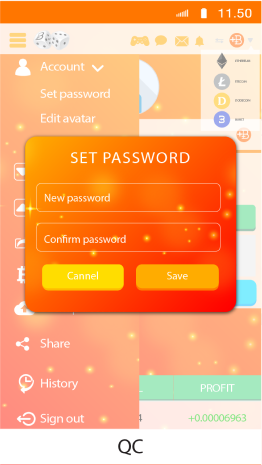 11.50
Account
ETHEREUM
LITECOIN
DOGECOIN
Set password
Edit avatar
SET PASSWORD
New password
Confirm password
Cannel Save
Share
L PROFIT
History
4 +0.00006963
Sign out
QC